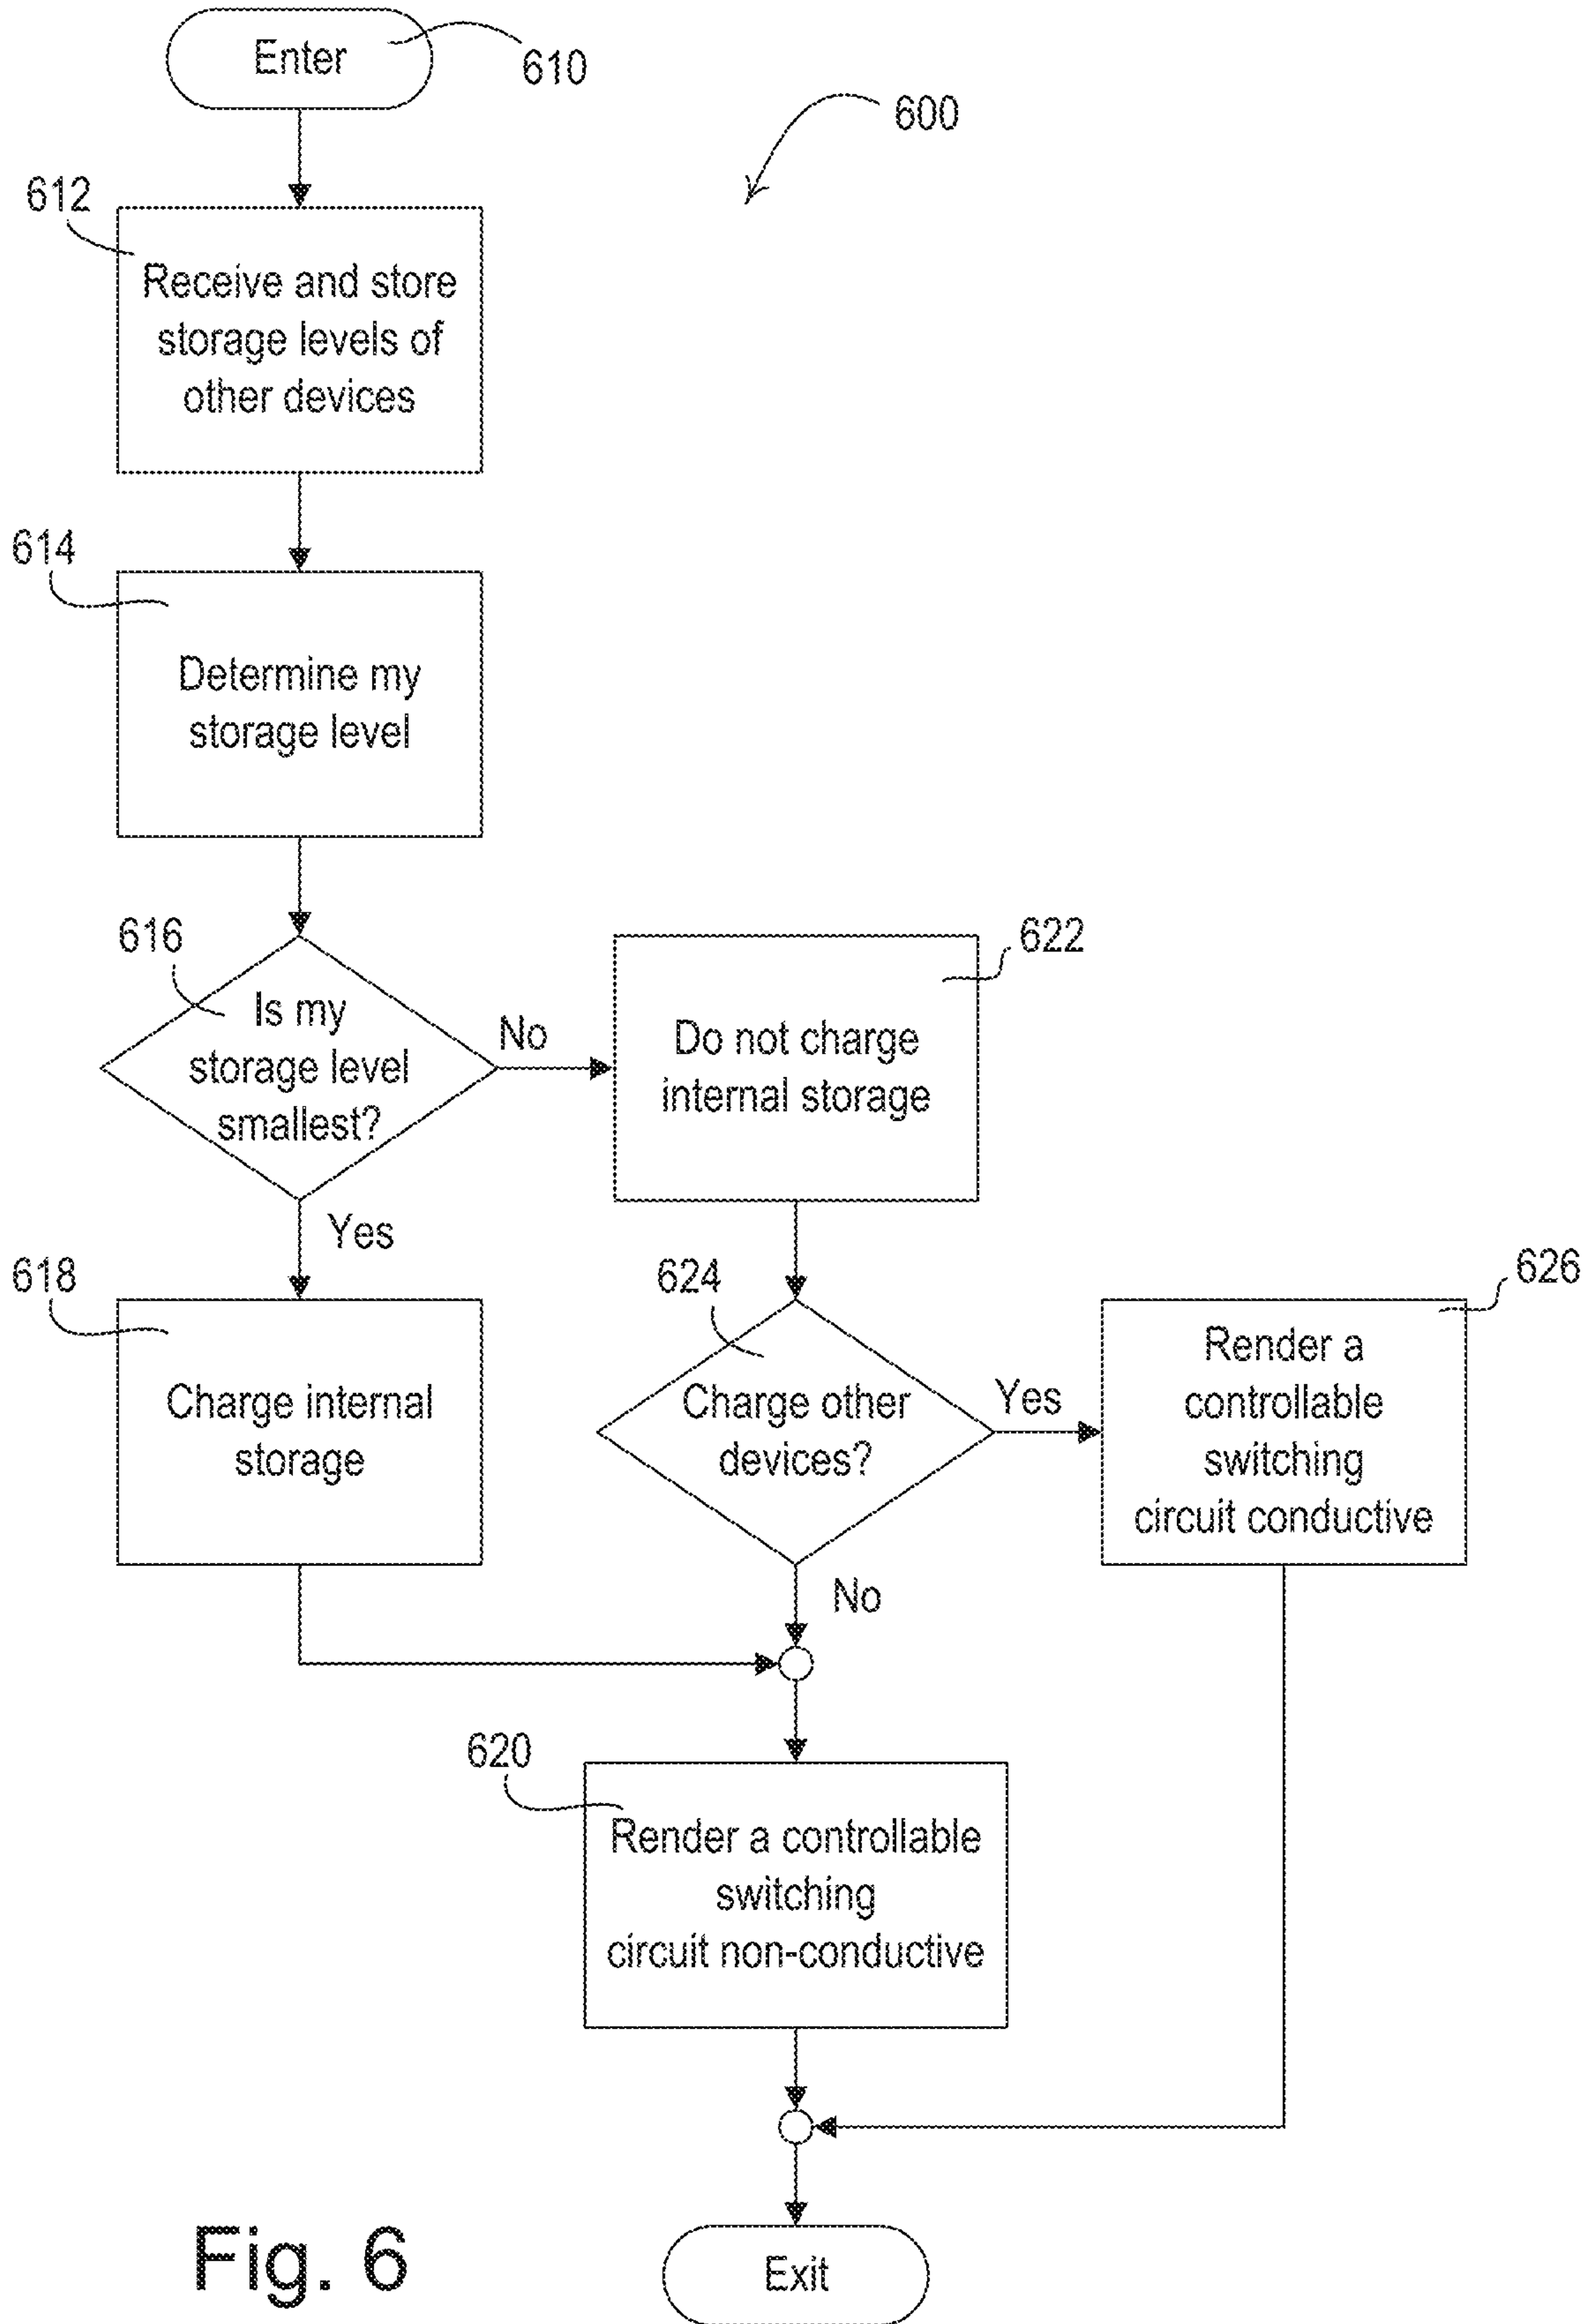 Enter
610
600
612
Receive and store
storage levels of
other devices
614
Determine my
storage level
616
Is my
storage level
smallest?
No
622
Do not charge
internal storage
Yes
618
Charge internal
storage
624
Charge other
devices?
Yes
626
Render a
controllable
switching
circuit conductive
No
620
Render a controllable
switching
circuit non-conductive
Exit
Fig. 6